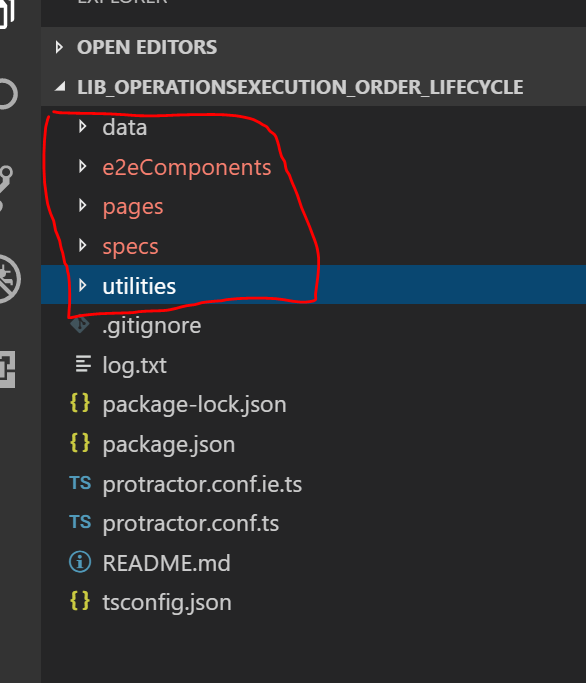 EXPLORER
OPEN EDITORS
LIB_OPERATIONSEXECUTION_ORDER_LIFECYCLE
data
e2eComponents
pages
specs
utilities
.gitignore
log.txt
{} package-lock.json
{} package.json
TS protractor.conf.ie.ts
TS protractor.conf.ts
README.md
{} tsconfig.json